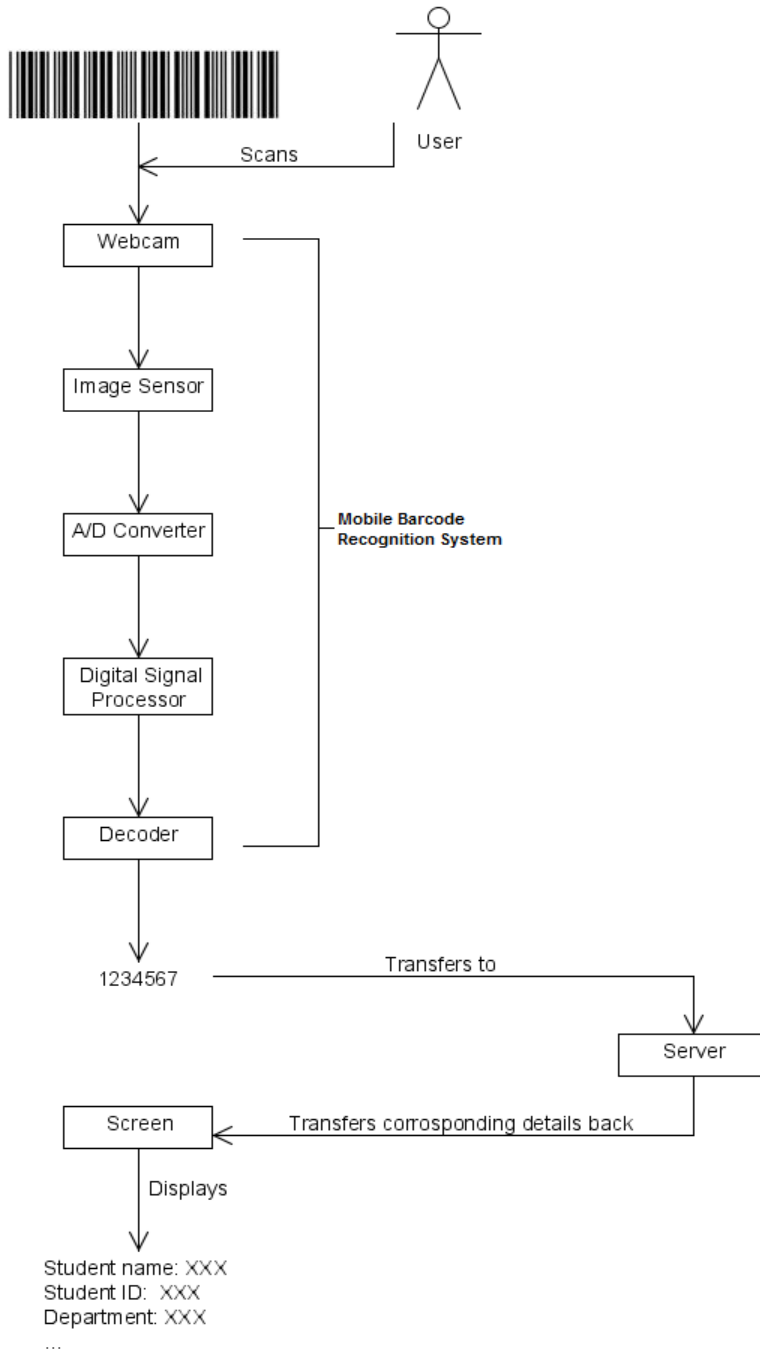 User
Scans
Webcam
Image Sensor
A/D Converter
Mobile Barcode
Recognition System
Digital Signal
Processor
Decoder
1234567
Transfers to
Server
Screen
Transfers corrosponding details back
Displays
Student name: XXX
Student ID: XXX
Department: XXX
...